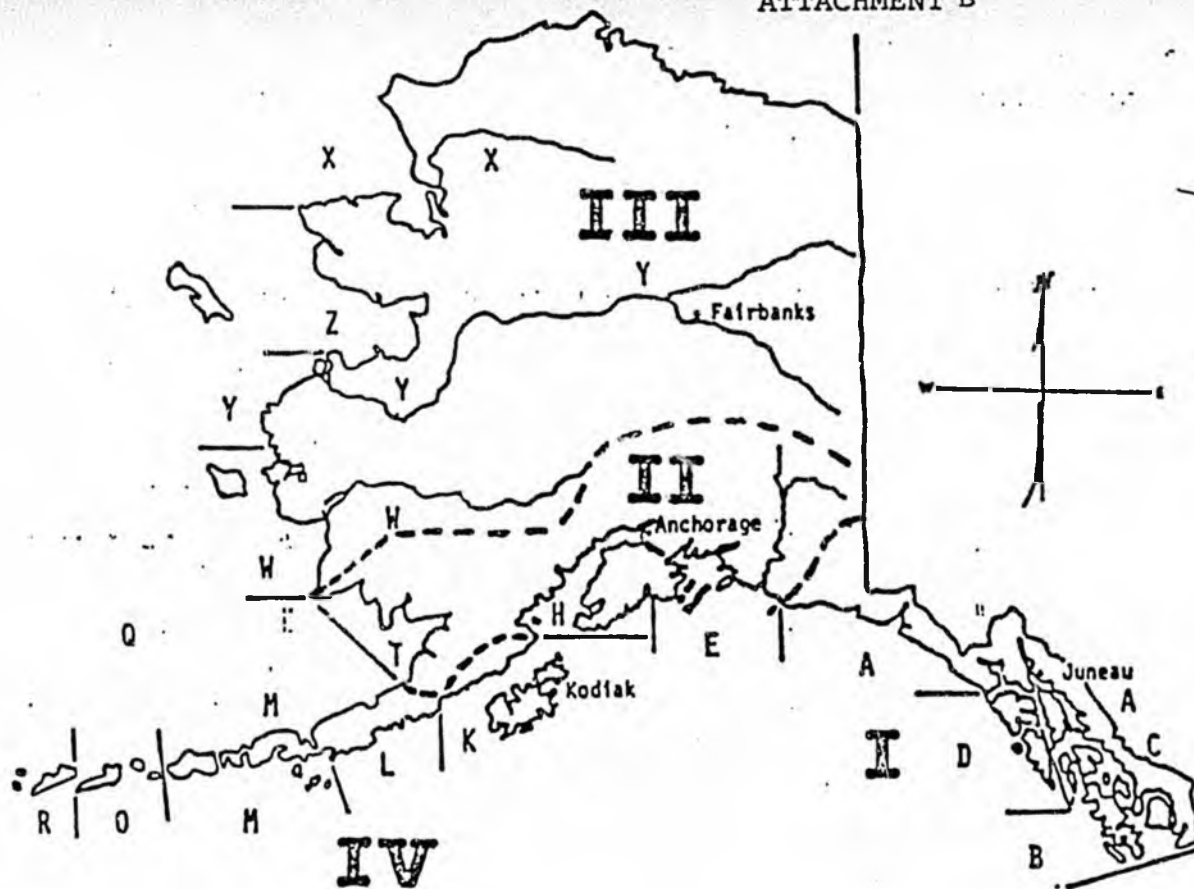 ATTACHMENT B
X X
III
Y
Fairbanks
Z
Y
Y
N
W E
II
W
Anchorage
W
H
Q
E
T
A
Juneau
Kodiak
A
M
K
I
C
L
D
R O M
B
IV